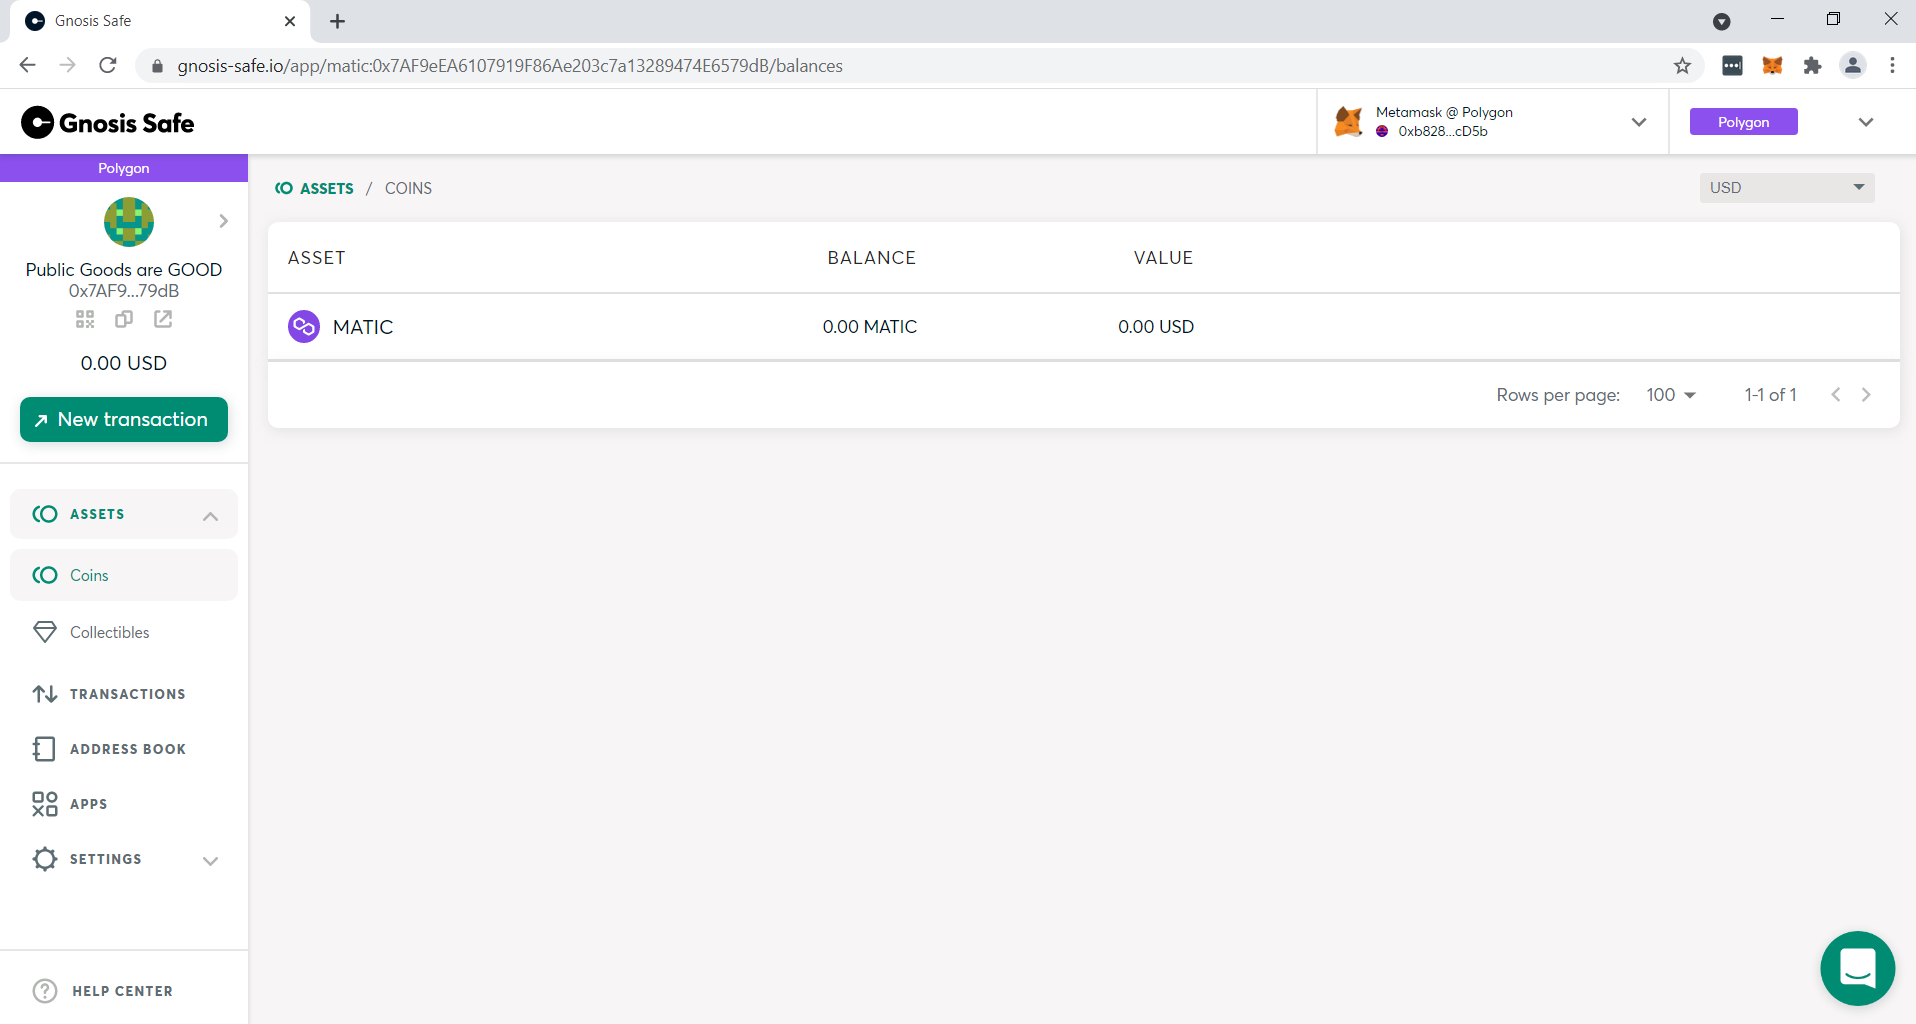 Gnosis Safe
gnosis-safe.io/app/matic:0x7AF9eEA6107919F86Ae203c7a13289474E6579dB/balances
Gnosis Safe
Metamask @ Polygon
0xb828...cD5b
Polygon
Polygon
Public Goods are GOOD
0x7AF9...79dB
0.00 USD
New transaction
ASSETS
Coins
Collectibles
TRANSACTIONS
ADDRESS BOOK
APPS
SETTINGS
HELP CENTER
ASSETS / COINS
USD
ASSET BALANCE VALUE
MATIC 0.00 MATIC 0.00 USD
Rows per page: 100 1-1 of 1